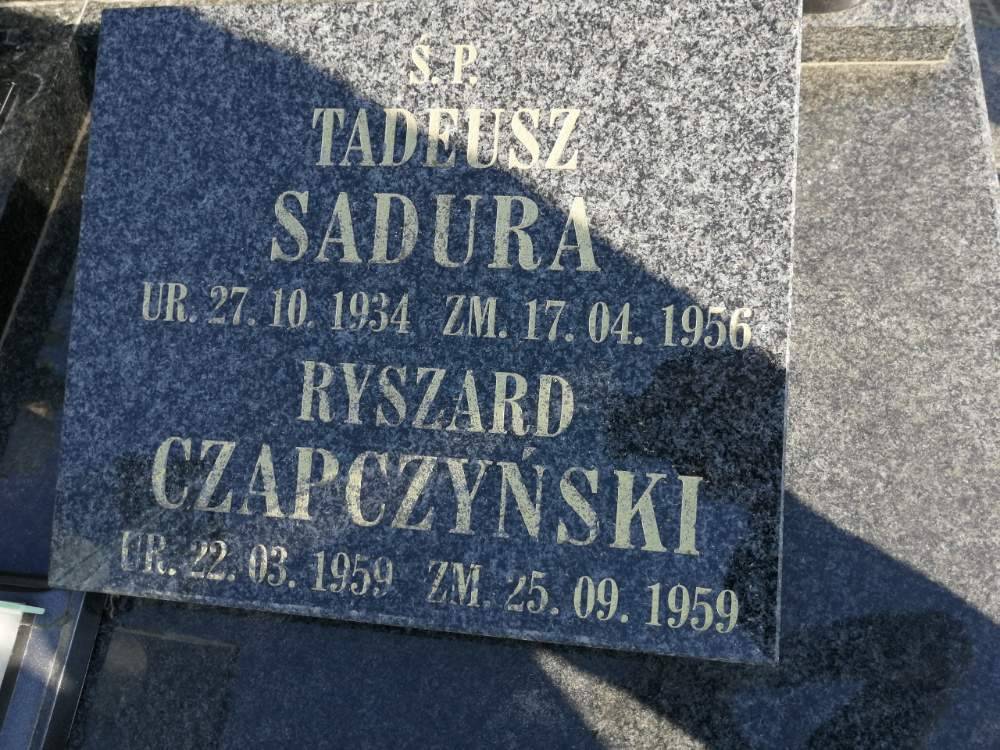 Ś. P.
TADEUSZ
SADURA
UR. 27. 10. 1934 ZM. 17. 04. 1956
RYSZARD
CZAPCZYŃSKI
UR. 22. 03. 1959 ZM. 25. 09. 1959